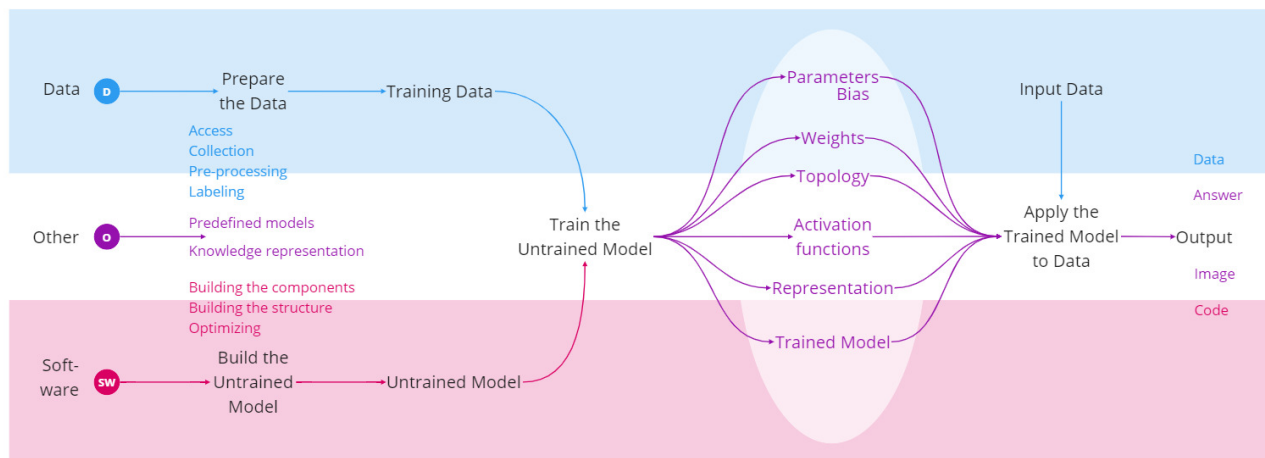 Data
D
Prepare
the Data
Training Data
Access
Collection
Pre-processing
Labeling
Other
O
Predefined models
Knowledge representation
Building the components
Building the structure
Optimizing
Soft-
ware
SW
Build the
Untrained
Model
Untrained Model
Train the
Untrained Model
Parameters
Bias
Weights
Topology
Activation
functions
Representation
Trained Model
Input Data
Apply the
Trained Model
to Data
Data
Answer
Output
Image
Code